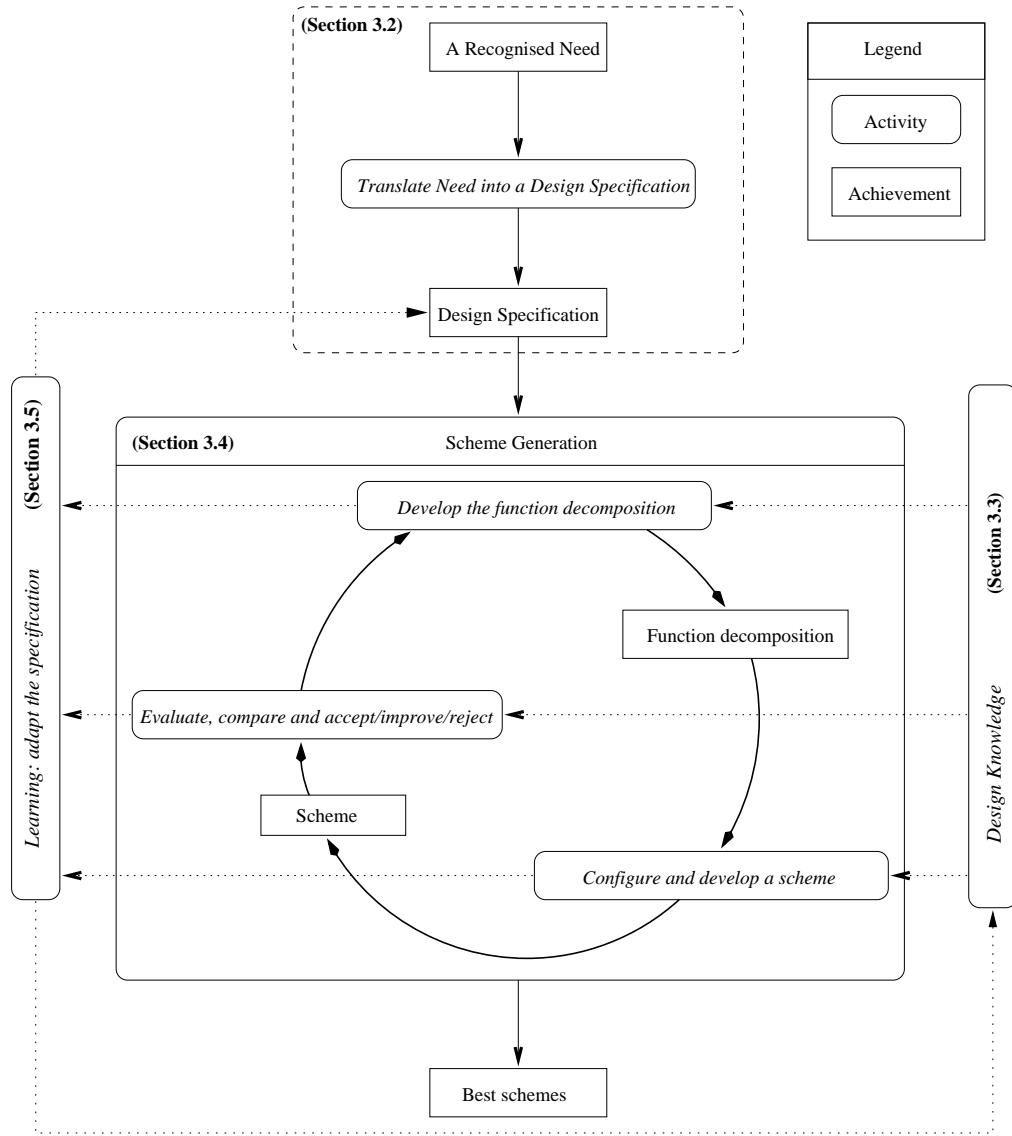 (Section 3.2)
A Recognised Need
Legend
Activity
Achievement
Translate Need into a Design Specification
Design Specification
(Section 3.4)
Scheme Generation
Develop the function decomposition
Function decomposition
Evaluate, compare and accept/improve/reject
Scheme
Configure and develop a scheme
Learning: adapt the specification (Section 3.5)
Design Knowledge (Section 3.3)
Best schemes